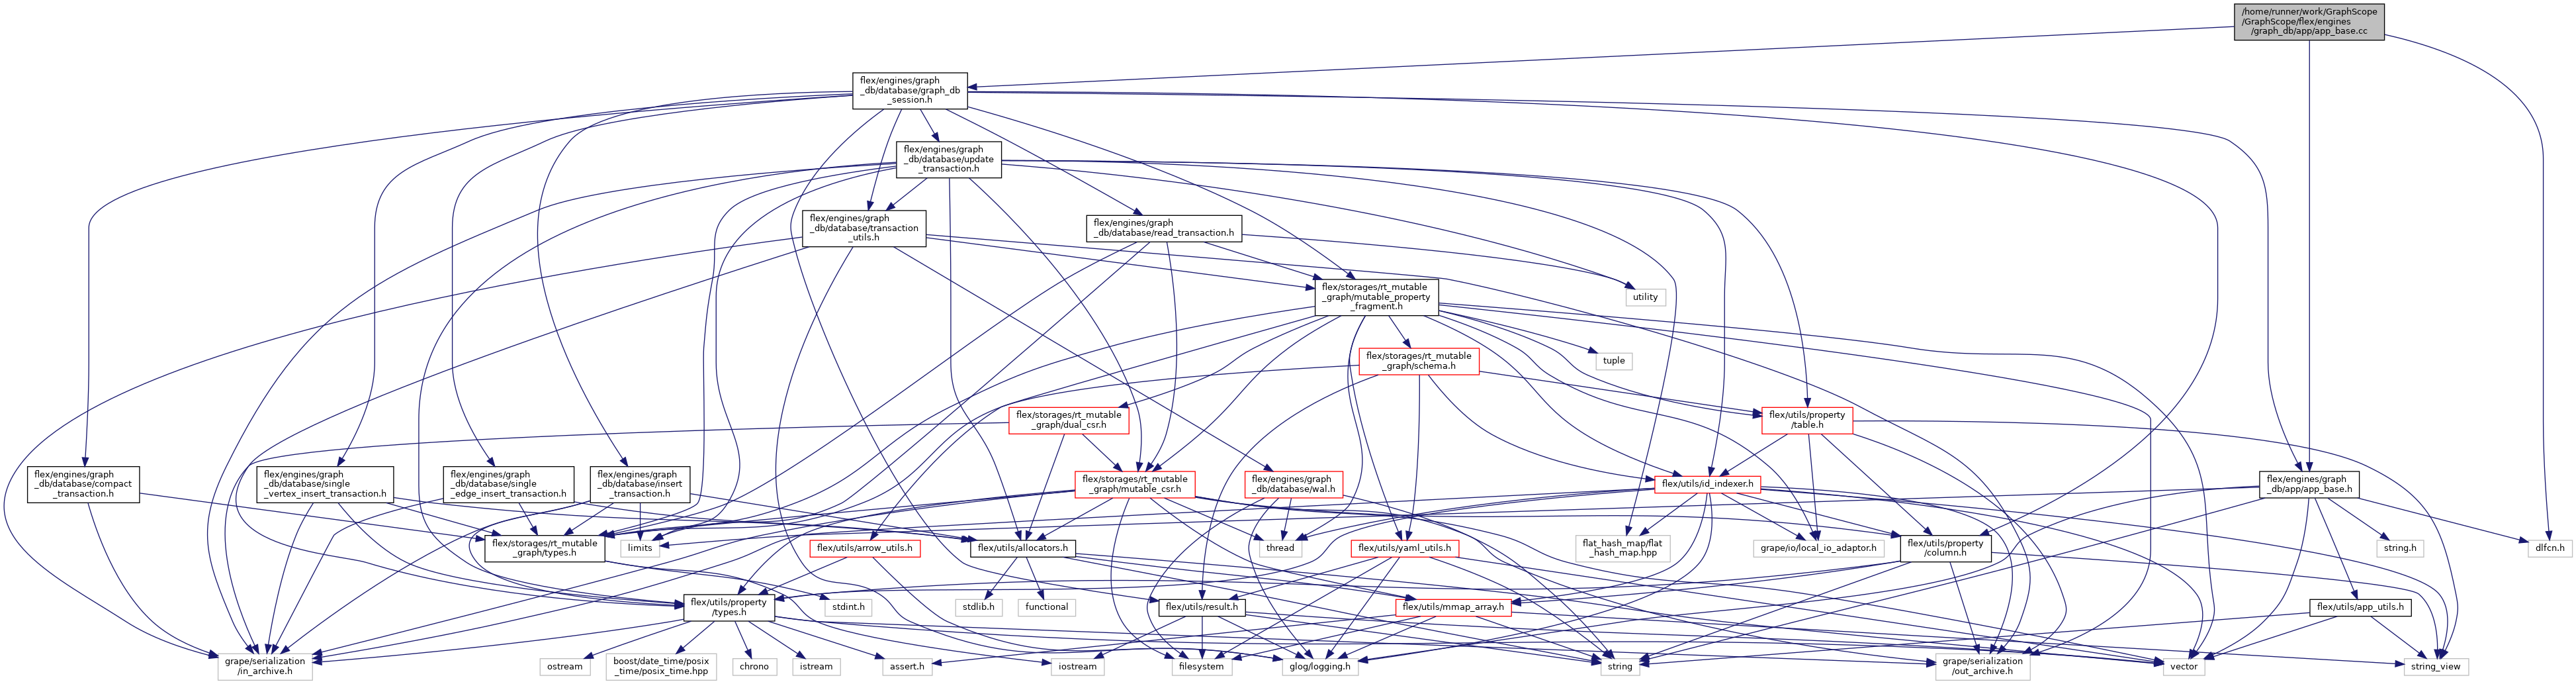 /home/runner/work/GraphScope
/GraphScope/flex/engines
/graph_db/app/app_base.cc
flex/engines/graph
_db/database/graph_db
_session.h
flex/engines/graph
_db/database/update
_transaction.h
flex/engines/graph
_db/database/transaction
_utils.h
flex/engines/graph
_db/database/read_transaction.h
flex/storages/rt_mutable
_graph/mutable_property
_fragment.h
utility
flex/storages/rt_mutable
_graph/schema.h
tuple
flex/storages/rt_mutable
_graph/dual_csr.h
flex/utils/property
/table.h
flex/engines/graph
_db/database/compact
_transaction.h
flex/engines/graph
_db/database/single
_vertex_insert_transaction.h
flex/engines/graph
_db/database/single
_edge_insert_transaction.h
flex/engines/graph
_db/database/insert
_transaction.h
flex/storages/rt_mutable
_graph/mutable_csr.h
flex/engines/graph
_db/database/wal.h
flex/utils/id_indexer.h
flex/engines/graph
_db/app/app_base.h
flex/storages/rt_mutable
_graph/types.h
limits
flex/utils/arrow_utils.h
flex/utils/allocators.h
thread
flex/utils/yaml_utils.h
flat_hash_map/flat
_hash_map.hpp
grape/io/local_io_adaptor.h
flex/utils/property
/column.h
string.h
dlfcn.h
flex/utils/property
/types.h
stdint.h
stdlib.h
functional
flex/utils/result.h
flex/utils/mmap_array.h
flex/utils/app_utils.h
grape/serialization
/in_archive.h
ostream
boost/date_time/posix
_time/posix_time.hpp
chrono
istream
assert.h
iostream
filesystem
glog/logging.h
string
grape/serialization
/out_archive.h
vector
string_view